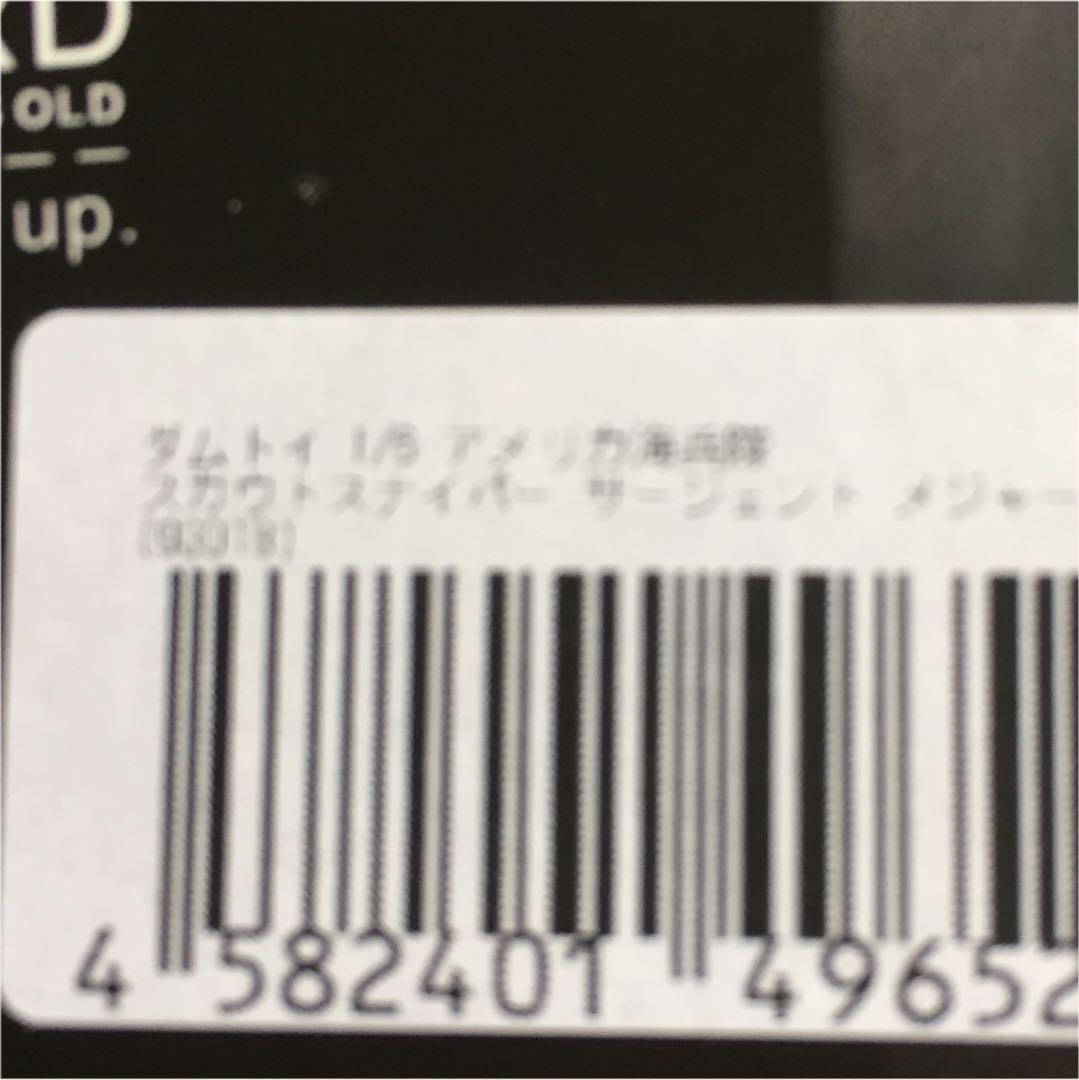 OLD
up.
ダムトイ 1/6 アメリカ海兵隊
スカウトスナイパー サージェント メジャー
4 582401 49652